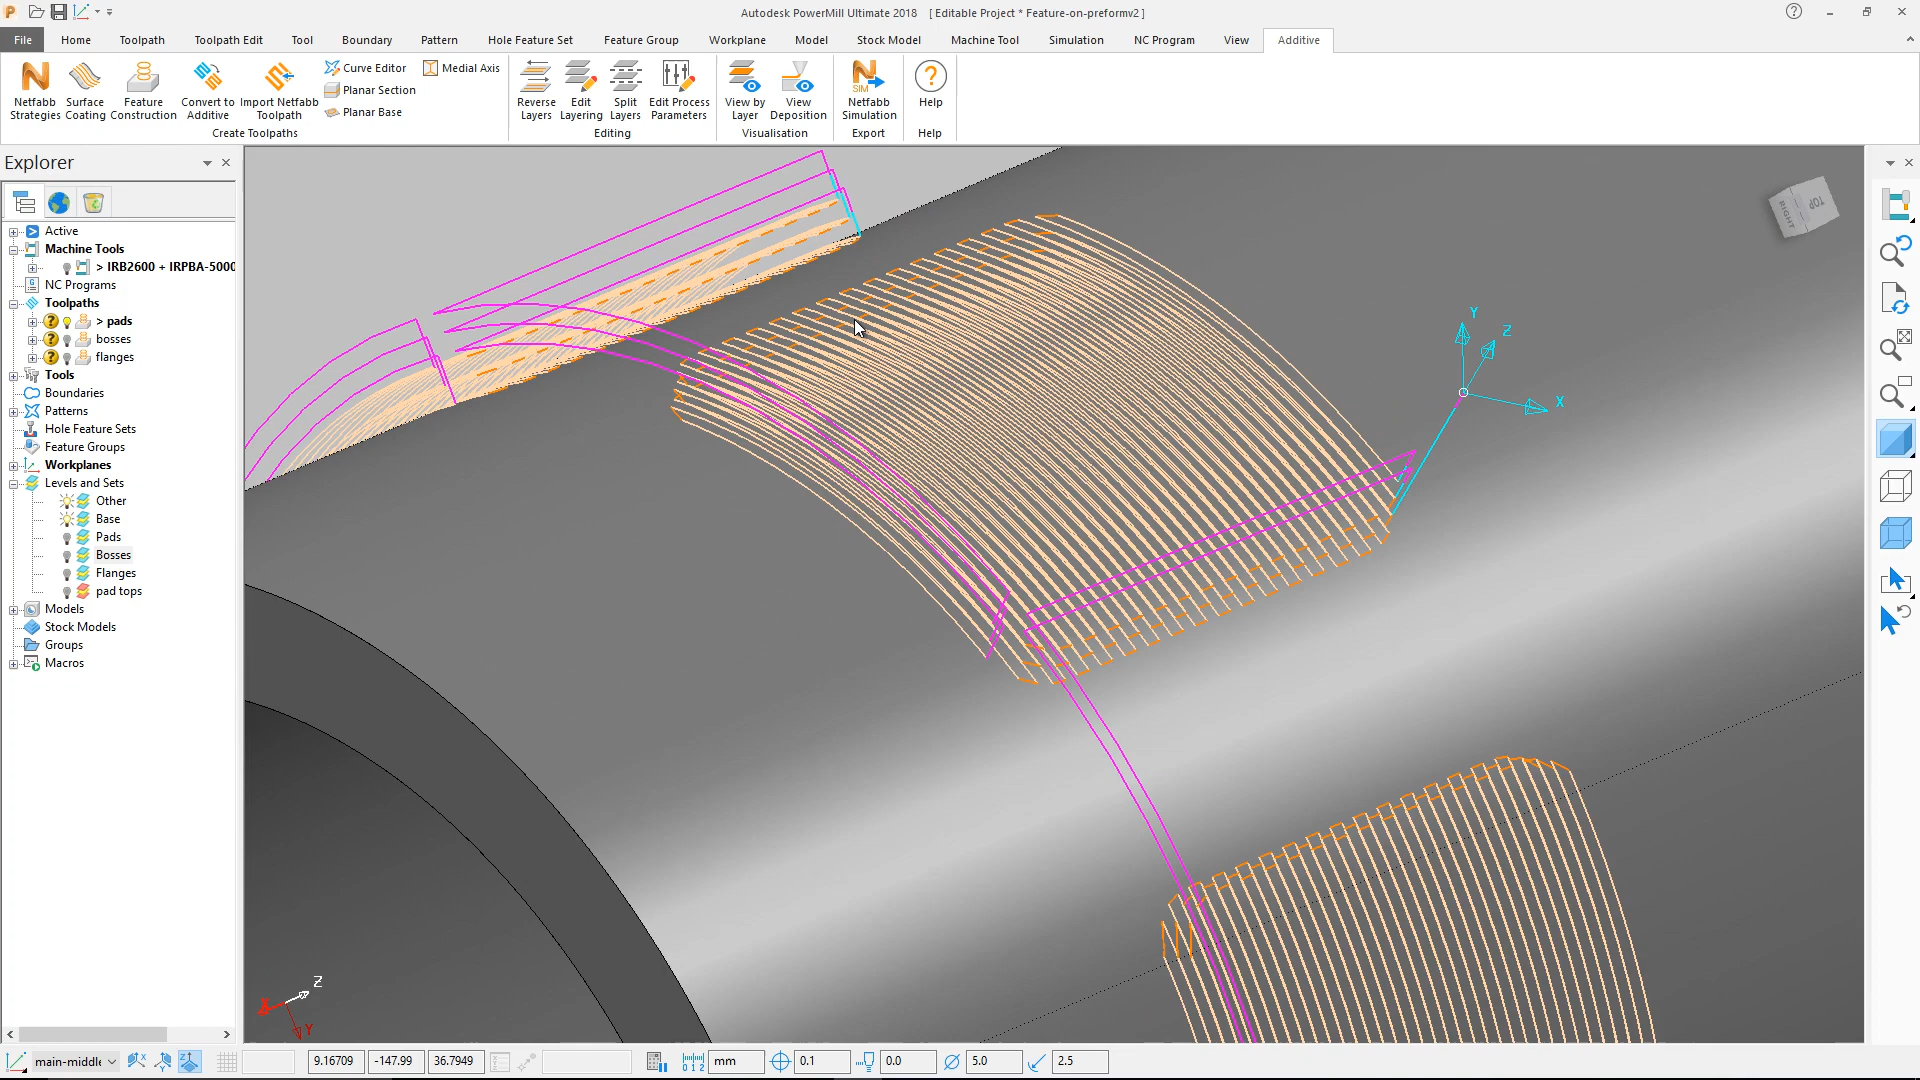 Autodesk PowerMill Ultimate 2018 [ Editable Project * Feature-on-preformv2 ]
File Home Toolpath Toolpath Edit Tool Boundary Pattern Hole Feature Set Feature Group Workplane Model Stock Model Machine Tool Simulation NC Program View Additive
Netfabb Strategies
Surface Coating
Feature Construction
Convert to Additive
Import Netfabb Toolpath
Curve Editor
Planar Section
Planar Base
Medial Axis
Create Toolpaths
Reverse Layers
Edit Layering
Split Layers
Edit Process Parameters
Editing
View by Layer
View Deposition
Visualisation
SIM
Netfabb Simulation
Export
Help
Help
Explorer
Active
Machine Tools
> IRB2600 + IRPBA-5000
NC Programs
Toolpaths
> pads
bosses
flanges
Tools
Boundaries
Patterns
Hole Feature Sets
Feature Groups
Workplanes
Levels and Sets
Other
Base
Pads
Bosses
Flanges
pad tops
Models
Stock Models
Groups
Macros
RIGHT TOP
Y
Z
X
Z
X
Y
main-middle 9.16709 -147.99 36.7949 mm 0.1 0.0 5.0 2.5